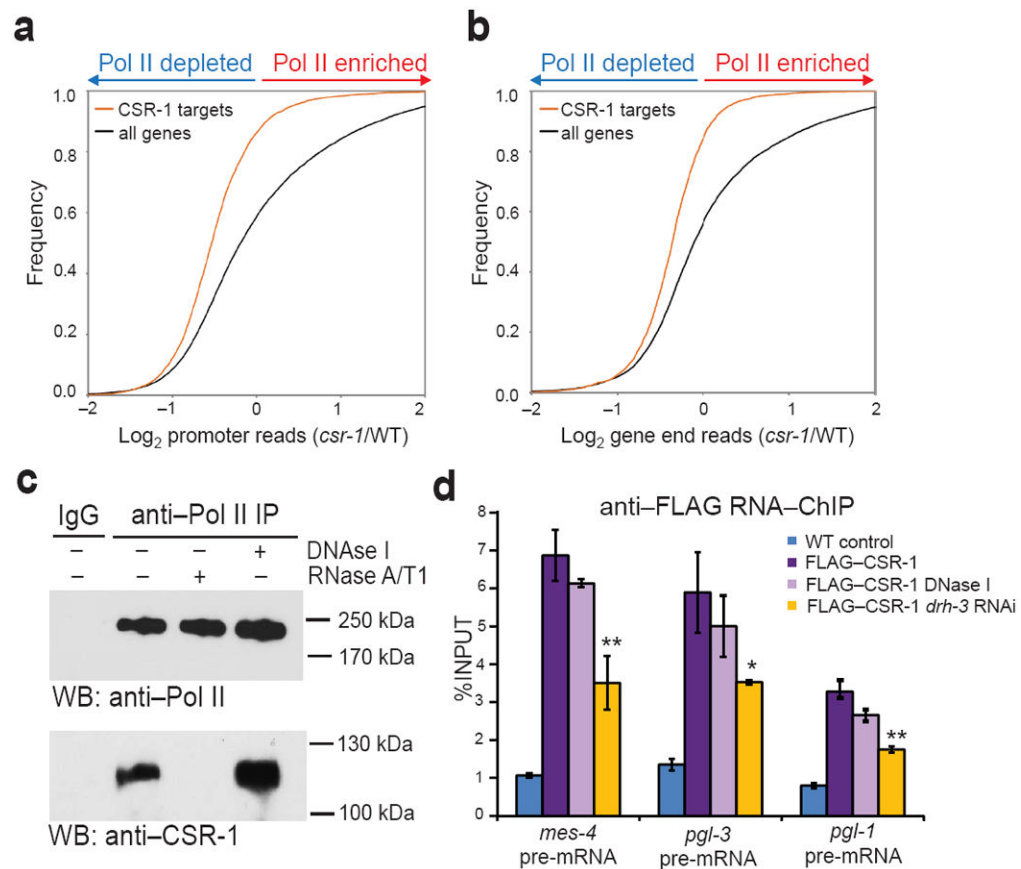 a
Pol II depleted Pol II enriched
1.0
0.8
0.6
0.4
0.2
0.0
Frequency
CSR-1 targets
all genes
−2 −1 0 1 2
Log2 promoter reads (csr-1/WT)
b
Pol II depleted Pol II enriched
1.0
0.8
0.6
0.4
0.2
0.0
Frequency
CSR-1 targets
all genes
−2 −1 0 1 2
Log2 gene end reads (csr-1/WT)
c
IgG anti–Pol II IP
– – – + DNAse I
– – + – RNase A/T1
250 kDa
170 kDa
WB: anti–Pol II
130 kDa
100 kDa
WB: anti–CSR-1
d
anti–FLAG RNA–ChIP
8
7
6
5
4
3
2
1
0
%INPUT
WT control
FLAG–CSR-1
FLAG–CSR-1 DNase I
FLAG–CSR-1 drh-3 RNAi
**
*
**
mes-4 pgl-3 pgl-1
pre-mRNA pre-mRNA pre-mRNA